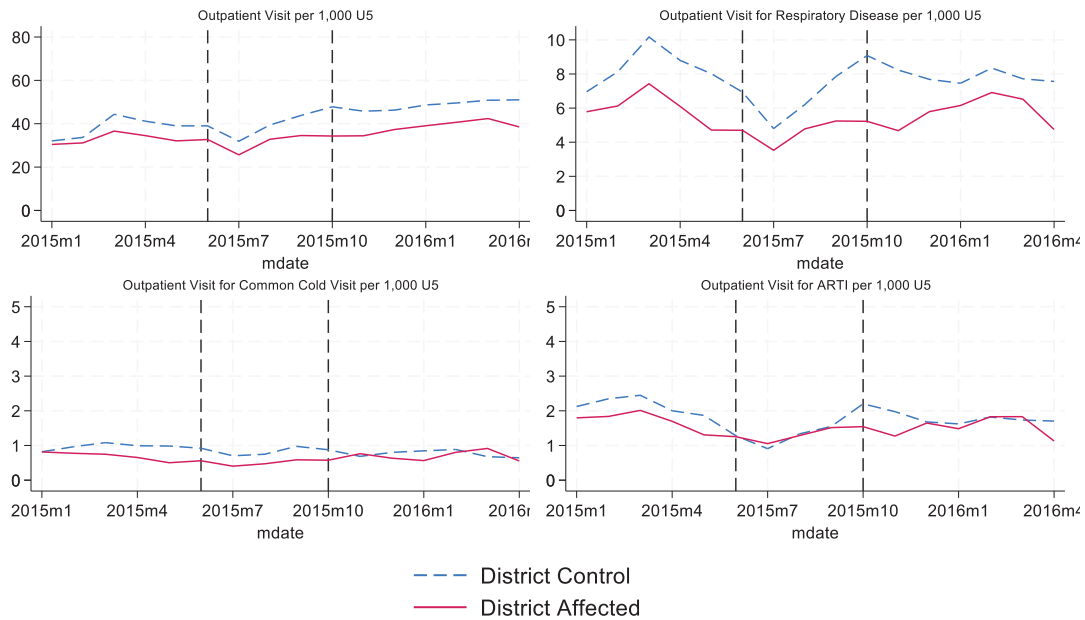 Outpatient Visit per 1,000 U5
80
60
40
20
0
2015m1 2015m4 2015m7 2015m10 2016m1 2016r
mdate
Outpatient Visit for Respiratory Disease per 1,000 U5
10
8
6
4
2
0
2015m1 2015m4 2015m7 2015m10 2016m1 2016m4
mdate
Outpatient Visit for Common Cold Visit per 1,000 U5
5
4
3
2
1
0
2015m1 2015m4 2015m7 2015m10 2016m1 2016r
mdate
Outpatient Visit for ARTI per 1,000 U5
5
4
3
2
1
0
2015m1 2015m4 2015m7 2015m10 2016m1 2016m4
mdate
District Control
District Affected